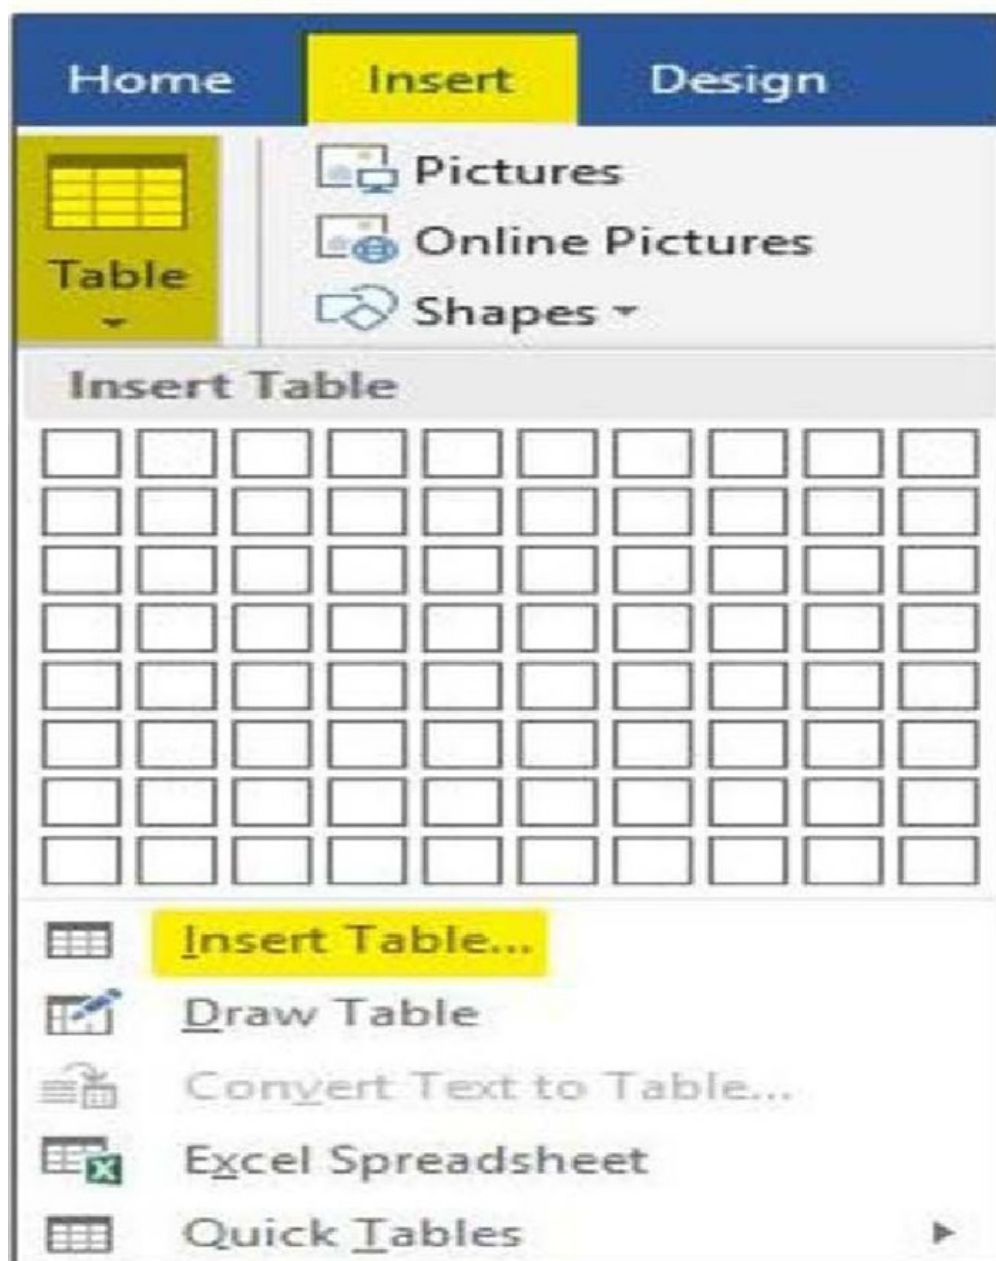 Home Insert Design
Pictures
Online Pictures
Table
Shapes
Insert Table
Insert Table...
Draw Table
Convert Text to Table...
Excel Spreadsheet
Quick Tables